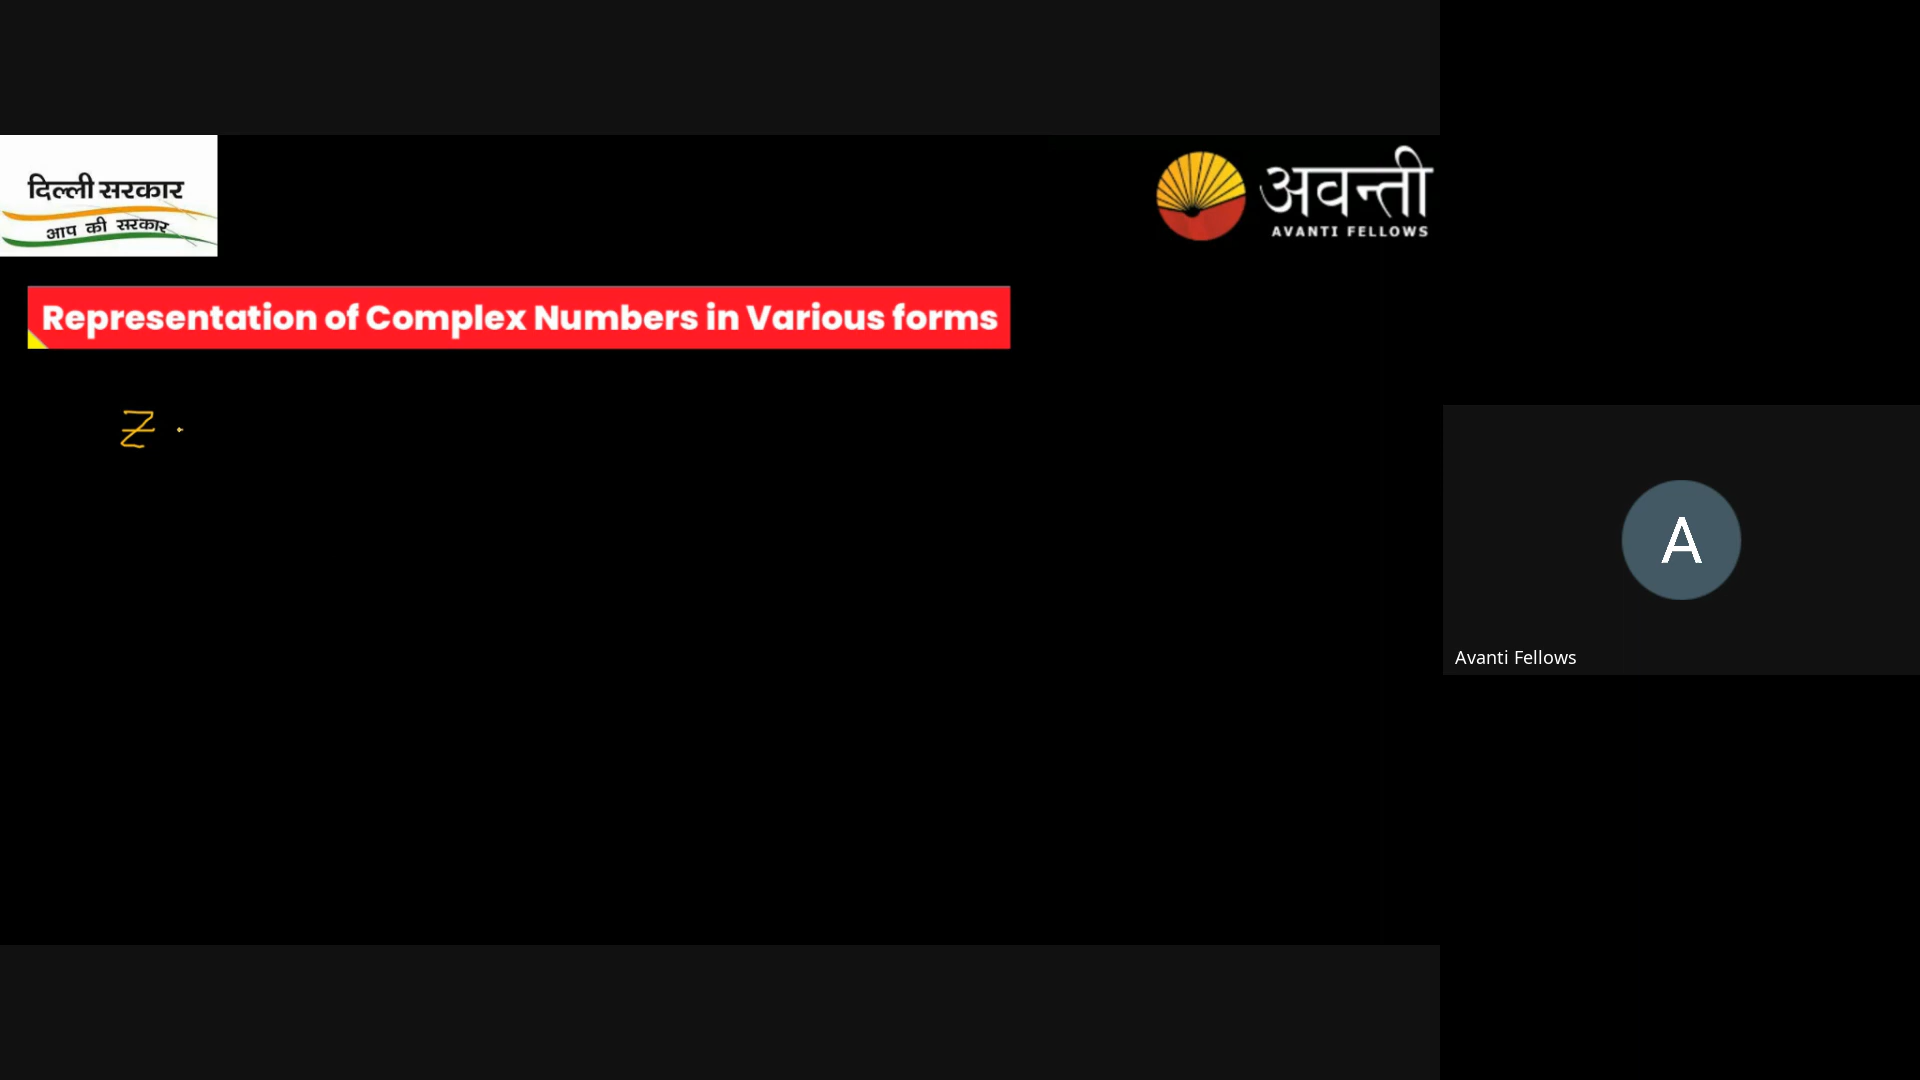 दिल्ली सरकार
आप की सरकार
अवन्ती
AVANTI FELLOWS
Representation of Complex Numbers in Various forms
Z ·
A
Avanti Fellows